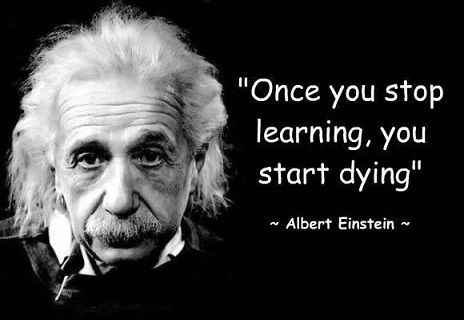 "Once you stop
learning, you
start dying"
~ Albert Einstein ~